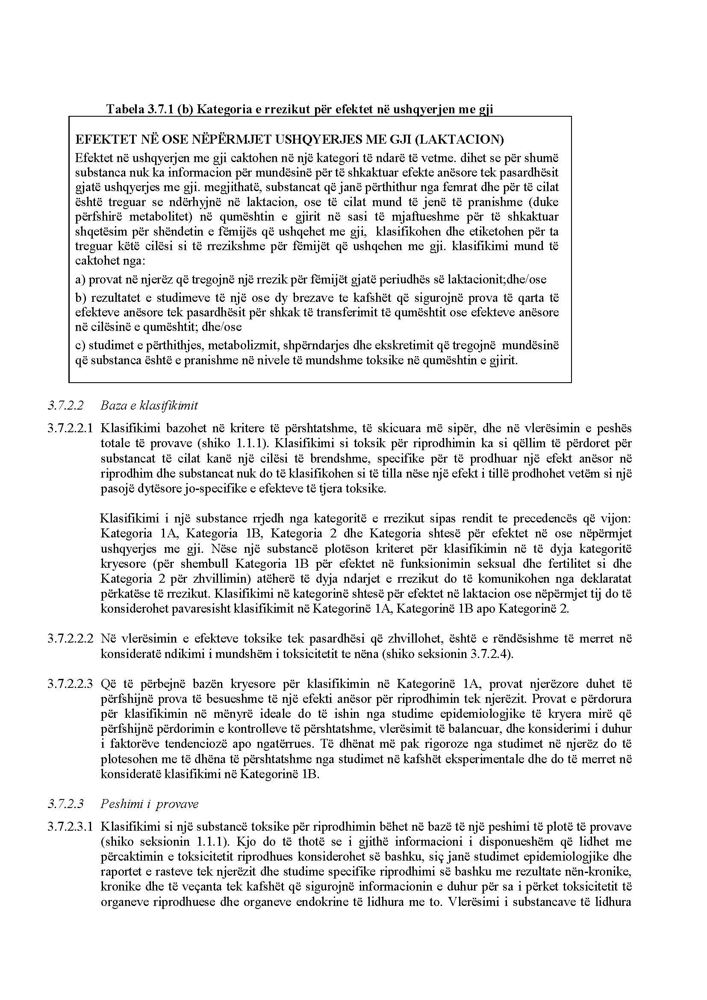 Tabela 3.7.1 (b) Kategoria e rrezikut për efektet në ushqyerjen me gji
EFEKTET NË OSE NËPËRMJET USHQYERJES ME GJI (LAKTACION)
Efektet në ushqyerjen me gji caktohen në një kategori të ndarë të vetme. dihet se për shumë
substanca nuk ka informacion për mundësinë për të shkaktuar efekte anësore tek pasardhësit
gjatë ushqyerjes me gji. megjithatë, substancat që janë përthithur nga femrat dhe për të cilat
është treguar se ndërhyjnë në laktacion, ose të cilat mund të jenë të pranishme (duke
përfshirë metabolitet) në qumështin e gjirit në sasi të mjaftueshme për të shkaktuar
shqetësim për shëndetin e fëmijës që ushqehet me gji, klasifikohen dhe etiketohen për ta
treguar këtë cilësi si të rrezikshme për fëmijët që ushqehen me gji. klasifikimi mund të
caktohet nga:
a) provat në njerëz që tregojnë një rrezik për fëmijët gjatë periudhës së laktacionit;dhe/ose
b) rezultatet e studimeve të një ose dy brezave te kafshët që sigurojnë prova të qarta të
efekteve anësore tek pasardhësit për shkak të transferimit të qumështit ose efekteve anësore
në cilësinë e qumështit; dhe/ose
c) studimet e përthithjes, metabolizmit, shpërndarjes dhe ekskretimit që tregojnë mundësinë
që substanca është e pranishme në nivele të mundshme toksike në qumështin e gjirit.
3.7.2.2 Baza e klasifikimit
3.7.2.2.1 Klasifikimi bazohet në kritere të përshtatshme, të skicuara më sipër, dhe në vlerësimin e peshës
totale të provave (shiko 1.1.1). Klasifikimi si toksik për riprodhimin ka si qëllim të përdoret për
substancat të cilat kanë një cilësi të brendshme, specifike për të prodhuar një efekt anësor në
riprodhim dhe substancat nuk do të klasifikohen si të tilla nëse një efekt i tillë prodhohet vetëm si një
pasojë dytësore jo-specifike e efekteve të tjera toksike.
Klasifikimi i një substance rrjedh nga kategoritë e rrezikut sipas rendit te precedencës që vijon:
Kategoria 1A, Kategoria 1B, Kategoria 2 dhe Kategoria shtesë për efektet në ose nëpërmjet
ushqyerjes me gji. Nëse një substancë plotëson kriteret për klasifikimin në të dyja kategoritë
kryesore (për shembull Kategoria 1B për efektet në funksionimin seksual dhe fertilitet si dhe
Kategoria 2 për zhvillimin) atëherë të dyja ndarjet e rrezikut do të komunikohen nga deklaratat
përkatëse të rrezikut. Klasifikimi në kategorinë shtesë për efektet në laktacion ose nëpërmjet tij do të
konsiderohet pavaresisht klasifikimit në Kategorinë 1A, Kategorinë 1B apo Kategorinë 2.
3.7.2.2.2 Në vlerësimin e efekteve toksike tek pasardhësi që zhvillohet, është e rëndësishme të merret në
konsideratë ndikimi i mundshëm i toksicitetit te nëna (shiko seksionin 3.7.2.4).
3.7.2.2.3 Që të përbejnë bazën kryesore për klasifikimin në Kategorinë 1A, provat njerëzore duhet të
përfshijnë prova të besueshme të një efekti anësor për riprodhimin tek njerëzit. Provat e përdorura
për klasifikimin në mënyrë ideale do të ishin nga studime epidemiologjike të kryera mirë që
përfshijnë përdorimin e kontrolleve të përshtatshme, vlerësimit të balancuar, dhe konsiderimi i duhur
i faktorëve tendenciozë apo ngatërrues. Të dhënat më pak rigoroze nga studimet në njerëz do të
plotesohen me të dhëna të përshtatshme nga studimet në kafshët eksperimentale dhe do të merret në
konsideratë klasifikimi në Kategorinë 1B.
3.7.2.3 Peshimi i provave
3.7.2.3.1 Klasifikimi si një substancë toksike për riprodhimin bëhet në bazë të një peshimi të plotë të provave
(shiko seksionin 1.1.1). Kjo do të thotë se i gjithë informacioni i disponueshëm që lidhet me
përcaktimin e toksicitetit riprodhues konsiderohet së bashku, siç janë studimet epidemiologjike dhe
raportet e rasteve tek njerëzit dhe studime specifike riprodhimi së bashku me rezultate nën-kronike,
kronike dhe të veçanta tek kafshët që sigurojnë informacionin e duhur për sa i përket toksicitetit të
organeve riprodhuese dhe organeve endokrine të lidhura me to. Vlerësimi i substancave të lidhura